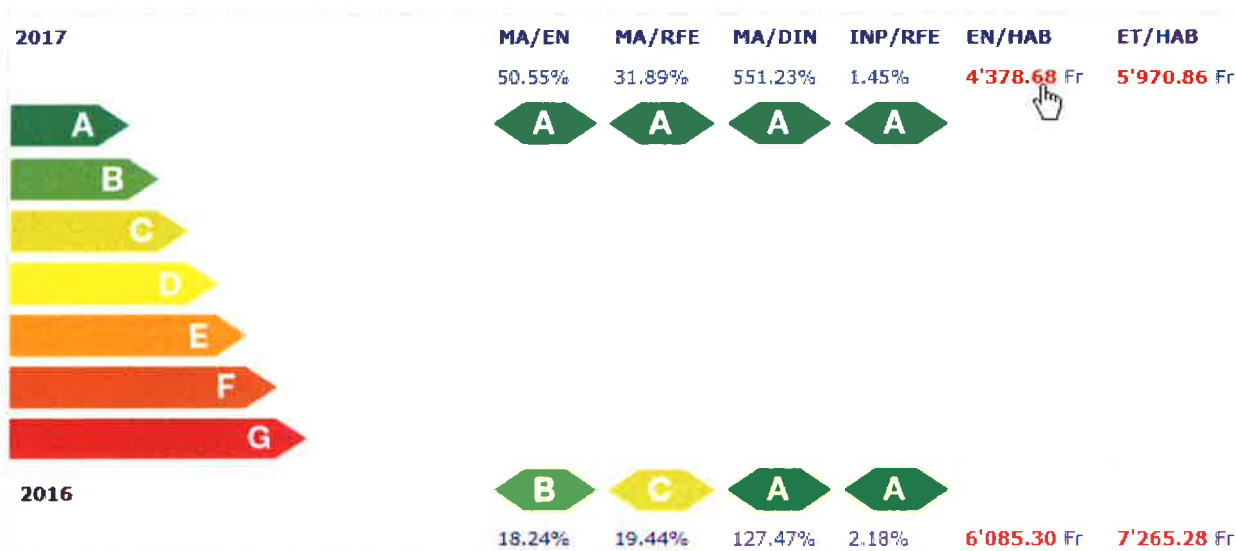 2017 MA/EN MA/RFE MA/DIN INP/RFE EN/HAB ET/HAB
50.55% 31.89% 551.23% 1.45% 4'378.68 Fr 5'970.86 Fr
A A A A A
B
C
D
E
F
G
2016 B C A A
18.24% 19.44% 127.47% 2.18% 6'085.30 Fr 7'265.28 Fr